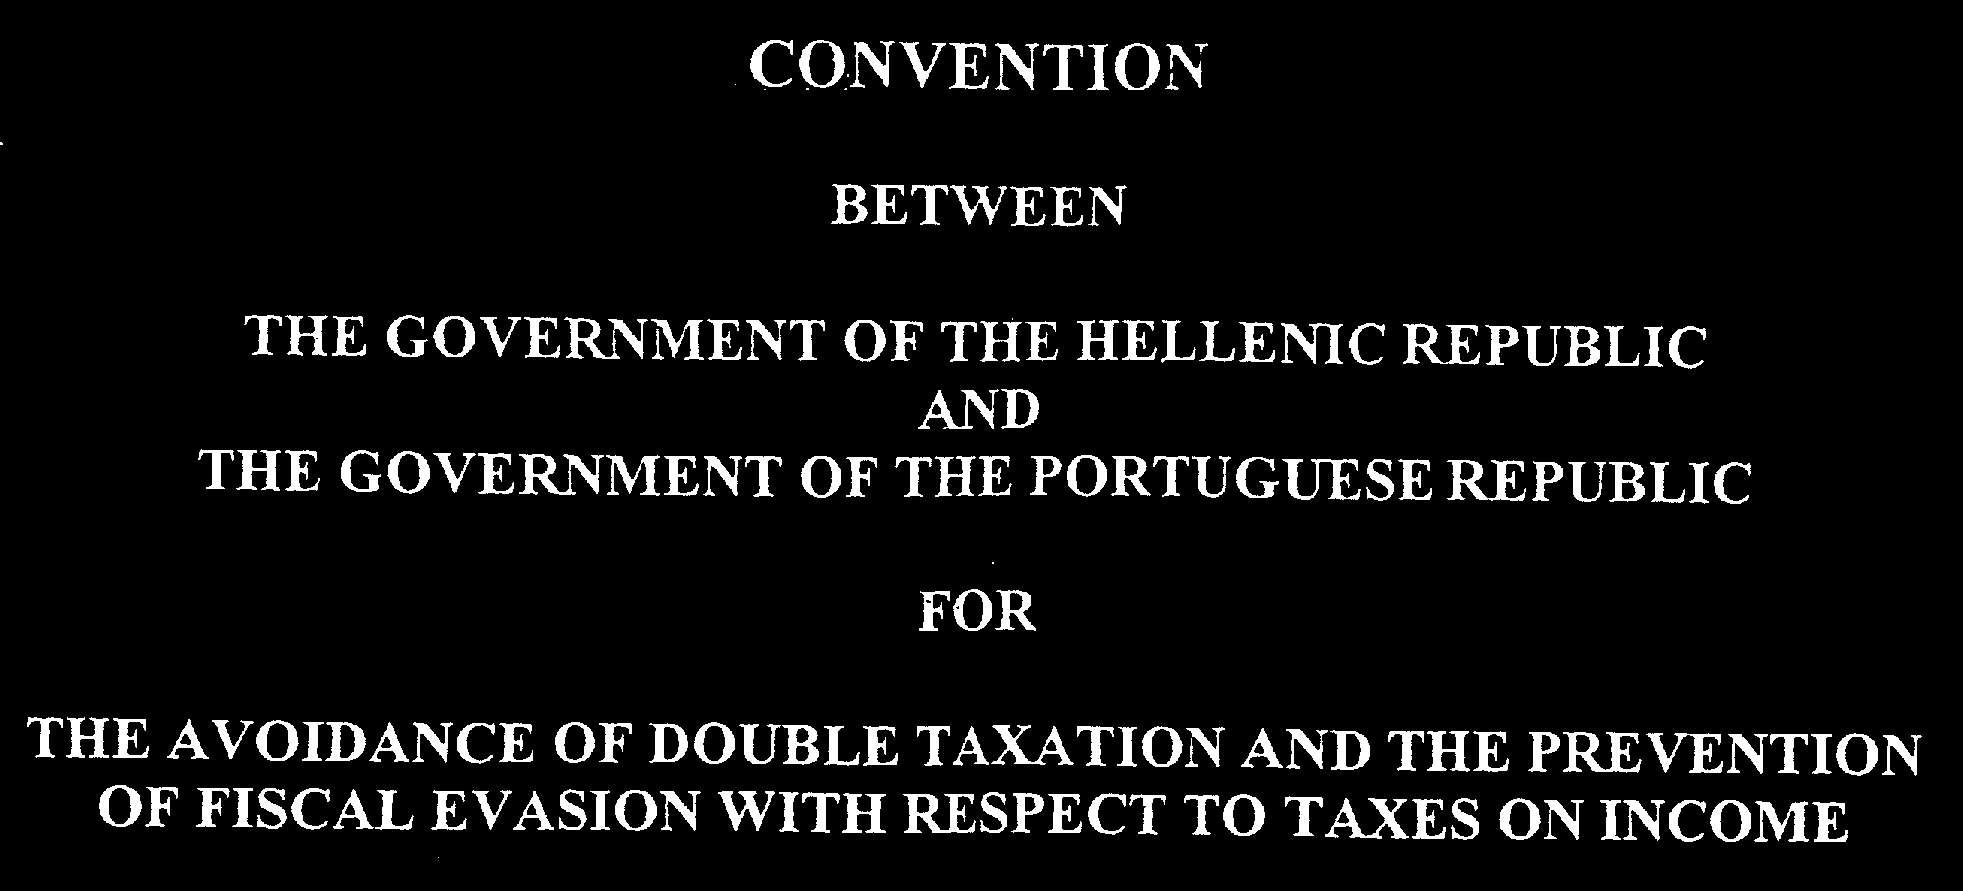 CONVENTION
BETWEEN
THE GOVERNMENT OF THE HELLENIC REPUBLIC
AND
THE GOVERNMENT OF THE PORTUGUESE REPUBLIC
FOR
THE AVOIDANCE OF DOUBLE TAXATION AND THE PREVENTION
OF FISCAL EVASION WITH RESPECT TO TAXES ON INCOME